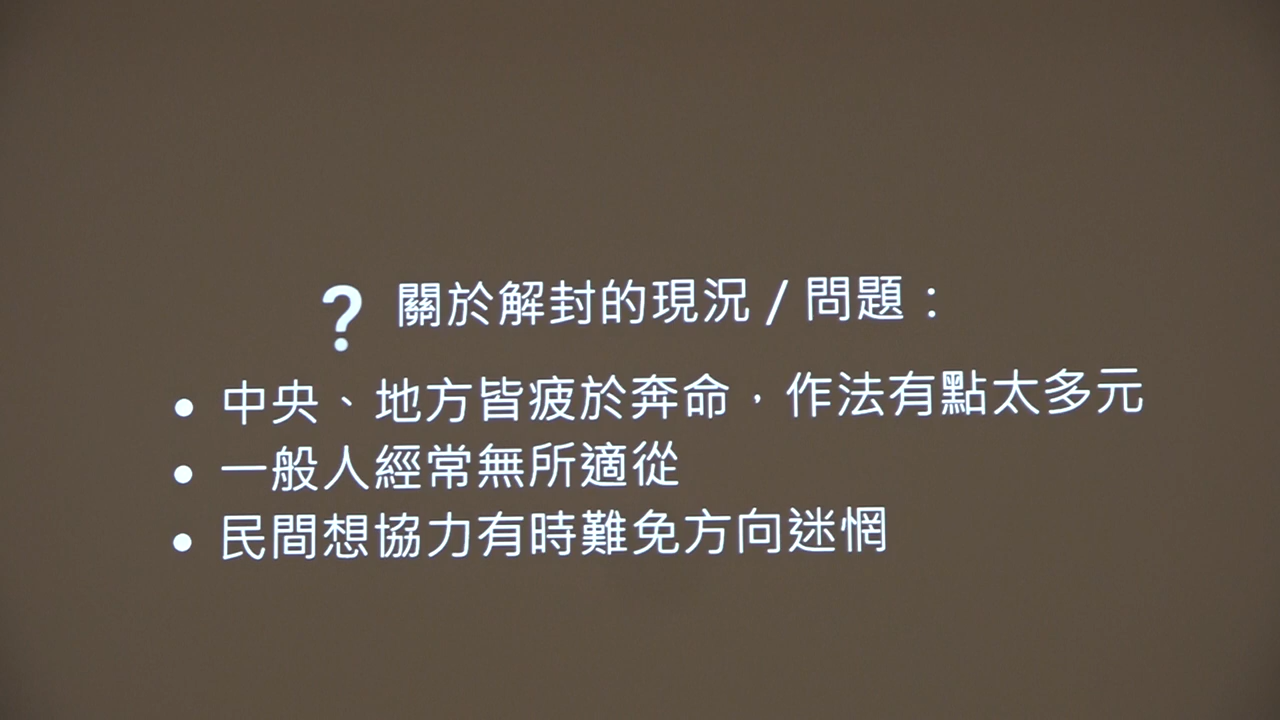 ? 關於解封的現況 / 問題：
• 中央、地方皆疲於奔命，作法有點太多元
• 一般人經常無所適從
• 民間想協力有時難免方向迷惘